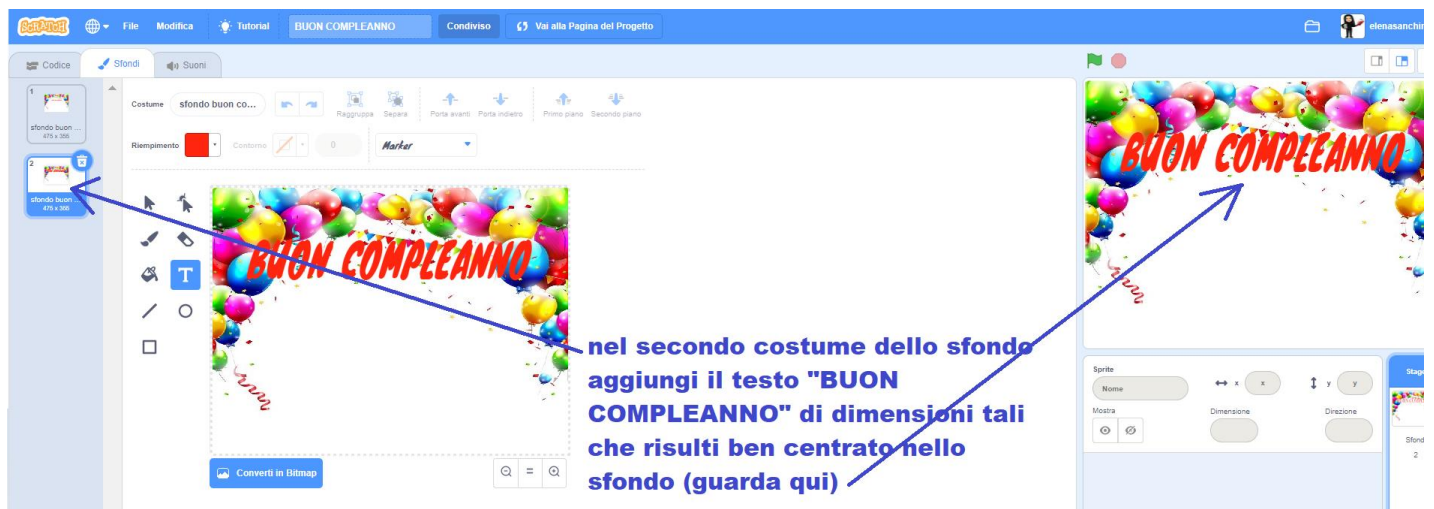 SCRATCH File Modifica Tutorial BUON COMPLEANNO Condiviso Vai alla Pagina del Progetto elenasanchin
Codice Sfondi Suoni
1
sfondo buon ...
475 x 355
2
sfondo buon ...
475 x 355
Costume sfondo buon co... Raggruppa Separa Porta avanti Porta indietro Primo piano Secondo piano
Riempimento Contorno 0 Marker
T
BUON COMPLEANNO
Converti in Bitmap
nel secondo costume dello sfondo
aggiungi il testo "BUON
COMPLEANNO" di dimensioni tali
che risulti ben centrato nello
sfondo (guarda qui)
BUON COMPLEANNO
Sprite
Nome x x y y
Mostra Dimensione Direzione
Stage
Sfond
2